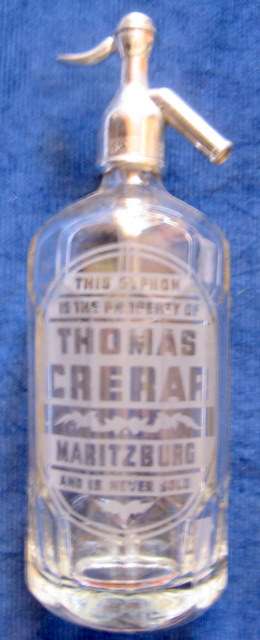 THIS SYPHON
IS THE PROPERTY OF
THOMAS
CRERAR
MARITZBURG
AND IS NEVER SOLD